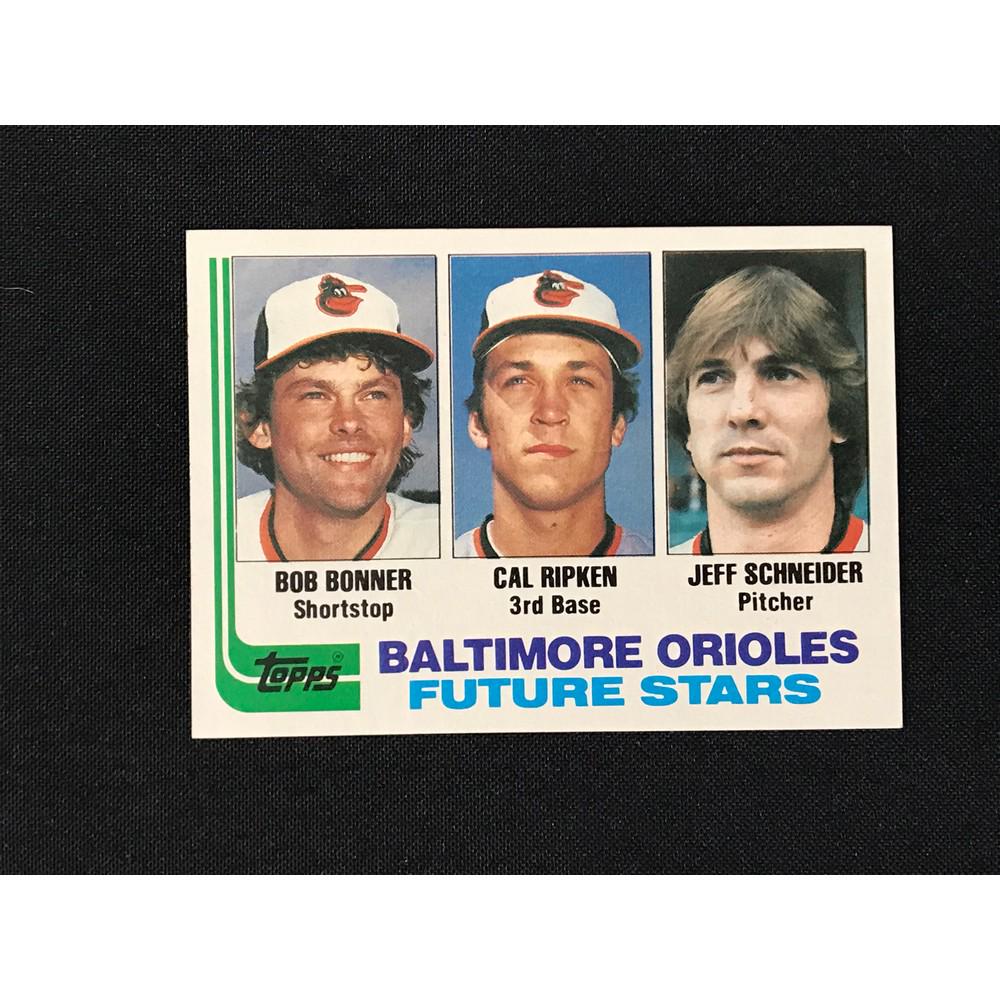 BOB BONNER
Shortstop
CAL RIPKEN
3rd Base
JEFF SCHNEIDER
Pitcher
TOPPS
BALTIMORE ORIOLES
FUTURE STARS